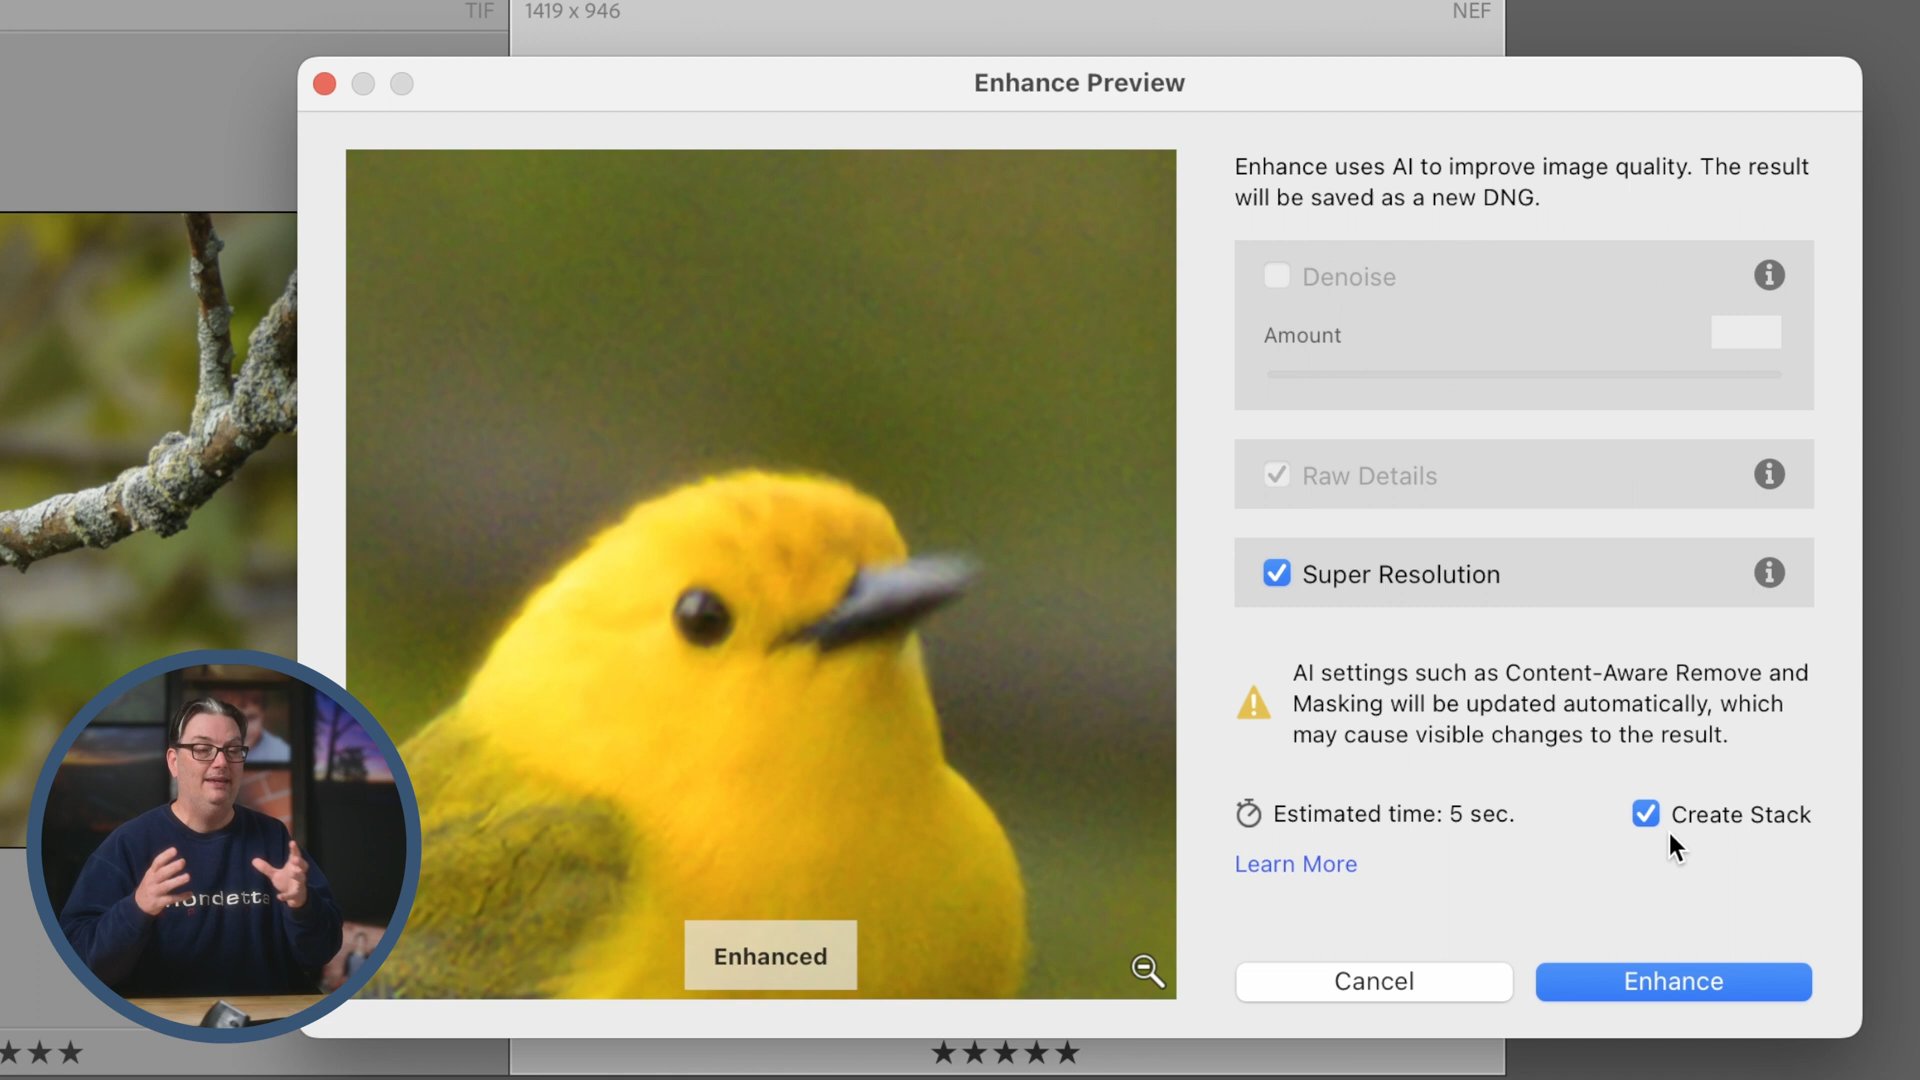 TIF
1419 x 946
NEF
Enhance Preview
Enhance uses AI to improve image quality. The result
will be saved as a new DNG.
Denoise
Amount
Raw Details
Super Resolution
AI settings such as Content-Aware Remove and
Masking will be updated automatically, which
may cause visible changes to the result.
Estimated time: 5 sec.
Create Stack
Learn More
Enhanced
Cancel
Enhance